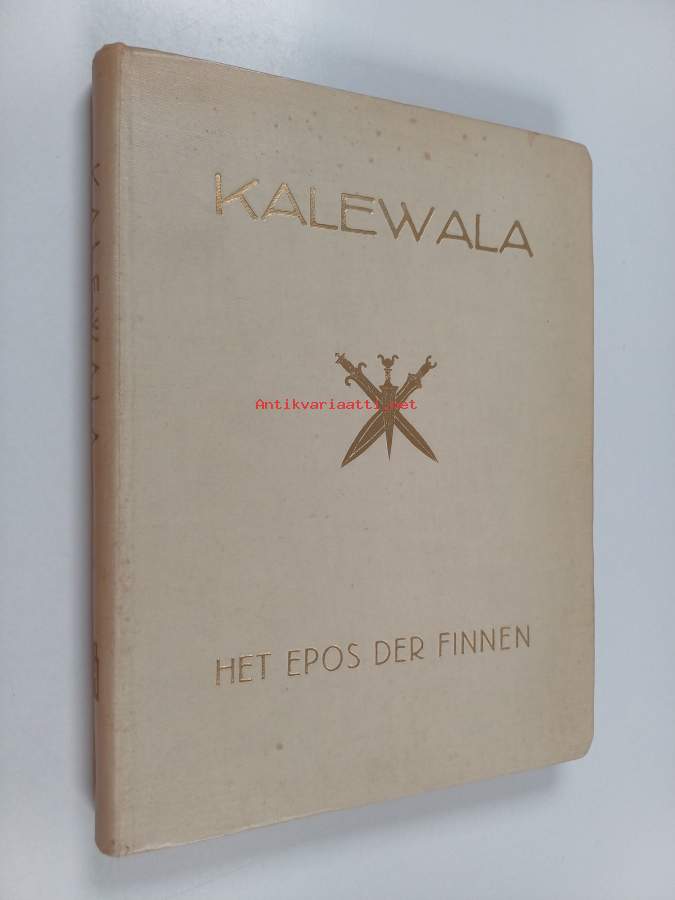 KALEWALA
KALEWALA
Antikvariaatti.net
HET EPOS DER FINNEN